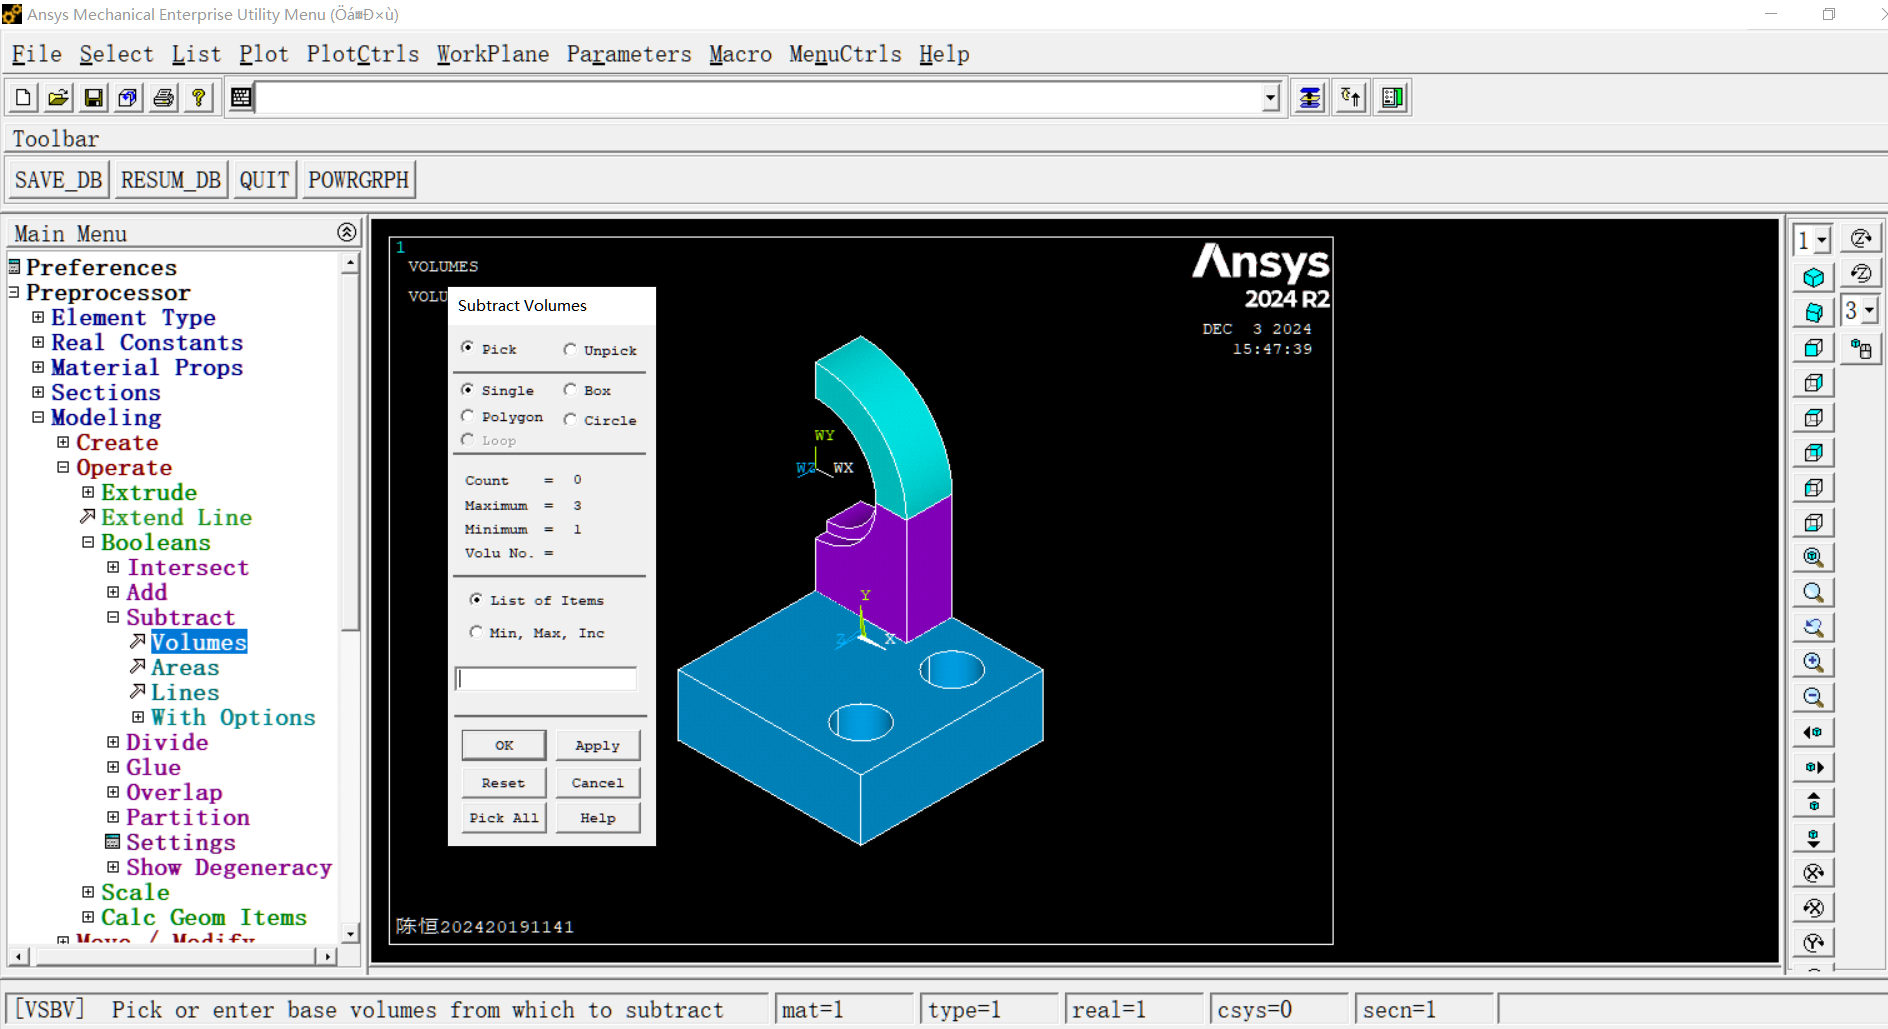 Ansys Mechanical Enterprise Utility Menu (Öá¤Ð×ù)
File Select List Plot PlotCtrls WorkPlane Parameters Macro MenuCtrls Help
Toolbar
SAVE_DB RESUM_DB QUIT POWRGRPH
Main Menu
Preferences
Preprocessor
Element Type
Real Constants
Material Props
Sections
Modeling
Create
Operate
Extrude
Extend Line
Booleans
Intersect
Add
Subtract
Volumes
Areas
Lines
With Options
Divide
Glue
Overlap
Partition
Settings
Show Degeneracy
Scale
Calc Geom Items
Move / Modify
1
VOLUMES
VOLU
Ansys
2024 R2
DEC 3 2024
15:47:39
Subtract Volumes
Pick Unpick
Single Box
Polygon Circle
Loop
Count = 0
Maximum = 3
Minimum = 1
Volu No. =
List of Items
Min, Max, Inc
OK Apply
Reset Cancel
Pick All Help
WY
WZ WX
Y
Z X
陈恒202420191141
1
3
[VSBV] Pick or enter base volumes from which to subtract mat=1 type=1 real=1 csys=0 secn=1